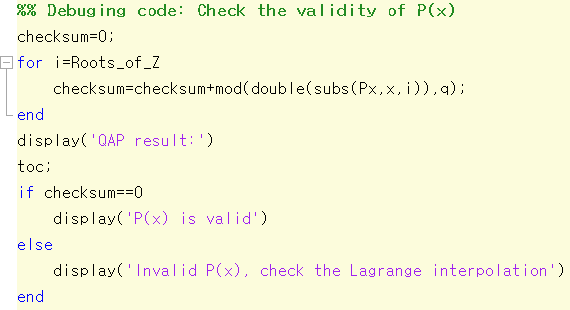 %% Debuging code: Check the validity of P(x)
checksum=0;
for i=Roots_of_Z
    checksum=checksum+mod(double(subs(Px,x,i)),q);
end
display('QAP result:')
toc;
if checksum==0
    display('P(x) is valid')
else
    display('Invalid P(x), check the Lagrange interpolation')
end